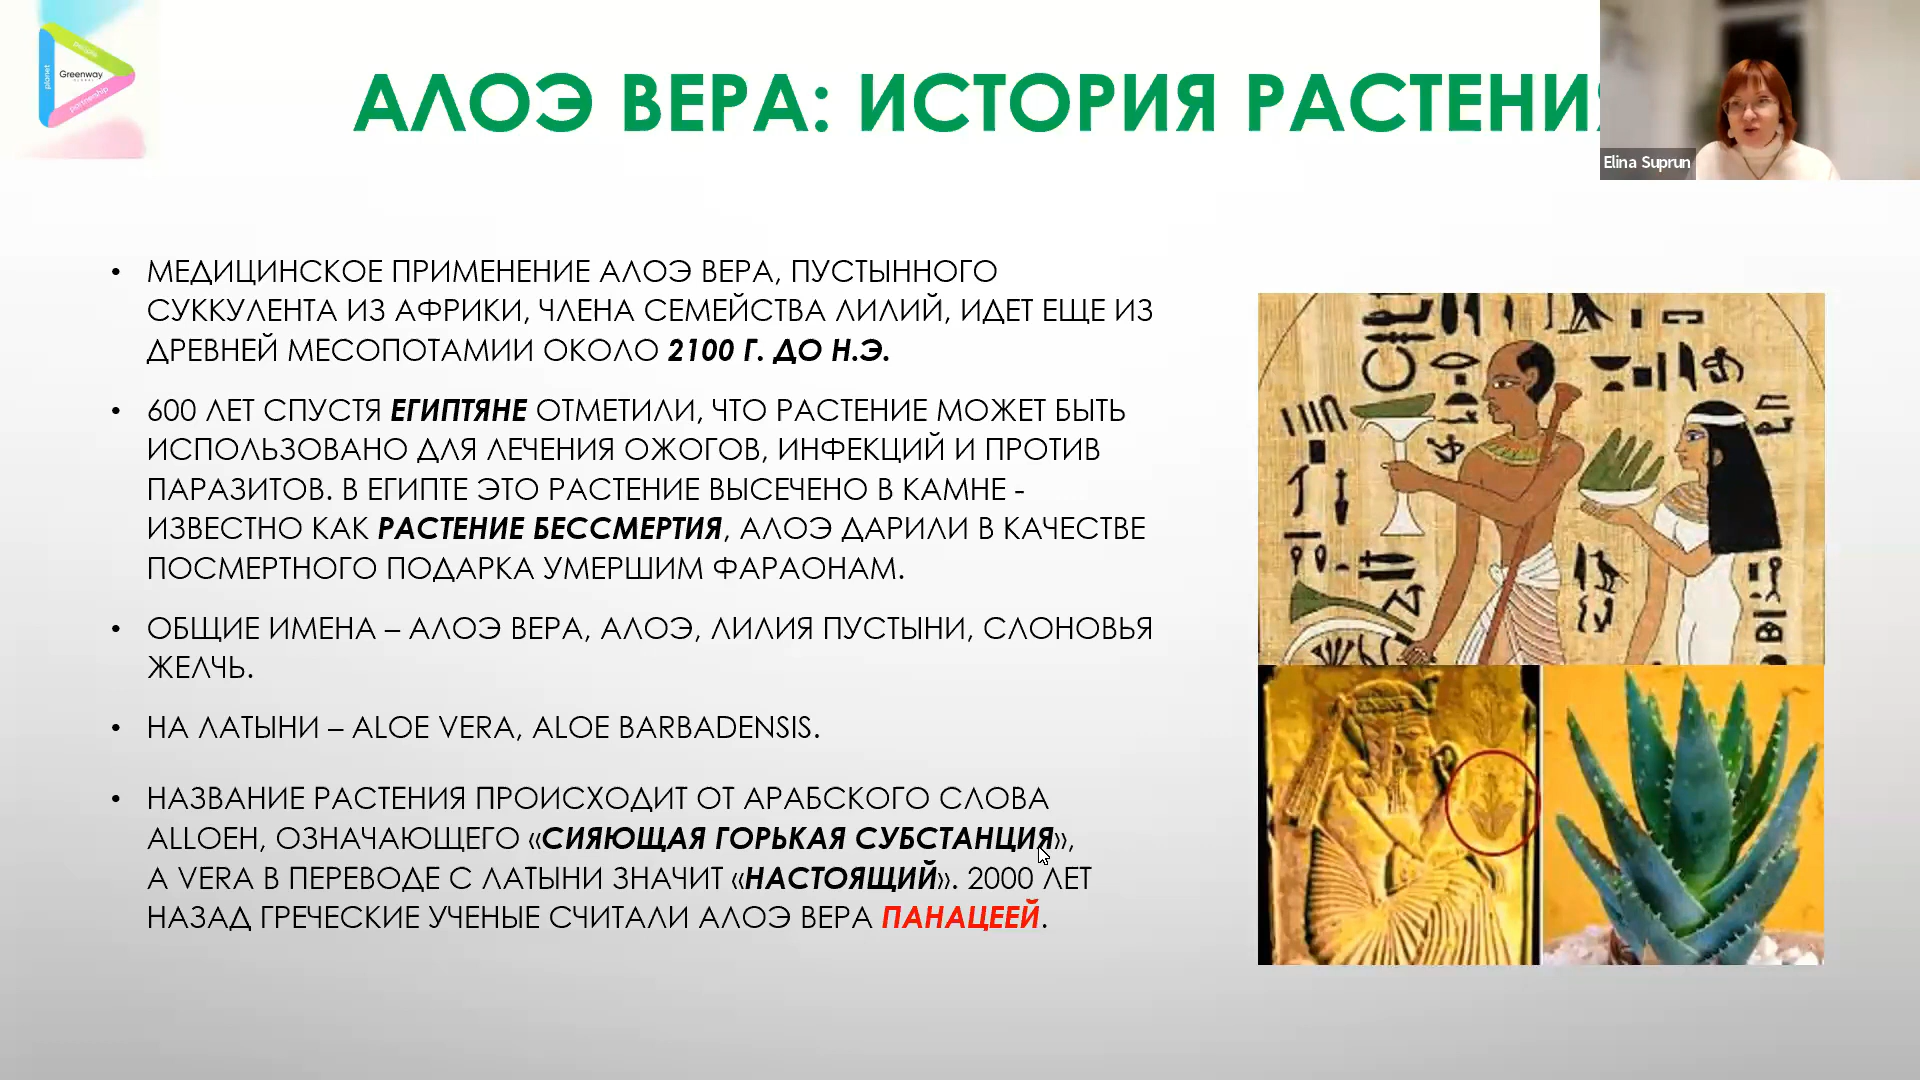 people
planet
Greenway
GLOBAL
partnership
АЛОЭ ВЕРА: ИСТОРИЯ РАСТЕНИ
Elina Suprun
• МЕДИЦИНСКОЕ ПРИМЕНЕНИЕ АЛОЭ ВЕРА, ПУСТЫННОГО
СУККУЛЕНТА ИЗ АФРИКИ, ЧЛЕНА СЕМЕЙСТВА ЛИЛИЙ, ИДЕТ ЕЩЕ ИЗ
ДРЕВНЕЙ МЕСОПОТАМИИ ОКОЛО 2100 Г. ДО Н.Э.
• 600 ЛЕТ СПУСТЯ ЕГИПТЯНЕ ОТМЕТИЛИ, ЧТО РАСТЕНИЕ МОЖЕТ БЫТЬ
ИСПОЛЬЗОВАНО ДЛЯ ЛЕЧЕНИЯ ОЖОГОВ, ИНФЕКЦИЙ И ПРОТИВ
ПАРАЗИТОВ. В ЕГИПТЕ ЭТО РАСТЕНИЕ ВЫСЕЧЕНО В КАМНЕ -
ИЗВЕСТНО КАК РАСТЕНИЕ БЕССМЕРТИЯ, АЛОЭ ДАРИЛИ В КАЧЕСТВЕ
ПОСМЕРТНОГО ПОДАРКА УМЕРШИМ ФАРАОНАМ.
• ОБЩИЕ ИМЕНА – АЛОЭ ВЕРА, АЛОЭ, ЛИЛИЯ ПУСТЫНИ, СЛОНОВЬЯ
ЖЕЛЧЬ.
• НА ЛАТЫНИ – ALOE VERA, ALOE BARBADENSIS.
• НАЗВАНИЕ РАСТЕНИЯ ПРОИСХОДИТ ОТ АРАБСКОГО СЛОВА
ALLOEH, ОЗНАЧАЮЩЕГО «СИЯЮЩАЯ ГОРЬКАЯ СУБСТАНЦИЯ»,
А VERA В ПЕРЕВОДЕ С ЛАТЫНИ ЗНАЧИТ «НАСТОЯЩИЙ». 2000 ЛЕТ
НАЗАД ГРЕЧЕСКИЕ УЧЕНЫЕ СЧИТАЛИ АЛОЭ ВЕРА ПАНАЦЕЕЙ.